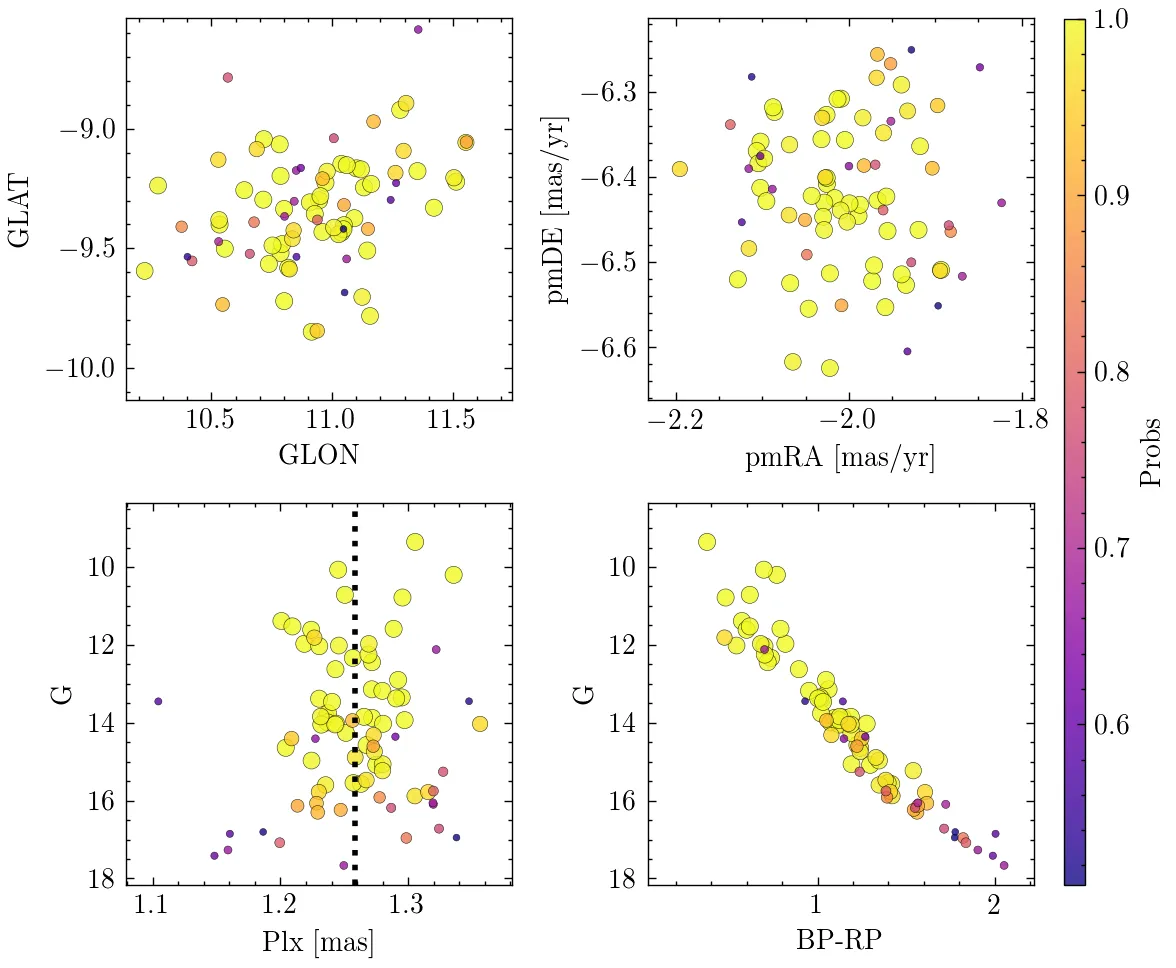 −9.0
−9.5
−10.0
GLAT
10.5 11.0 11.5
GLON
−6.3
−6.4
−6.5
−6.6
pmDE [mas/yr]
−2.2 −2.0 −1.8
pmRA [mas/yr]
10
12
14
16
18
G
1.1 1.2 1.3
Plx [mas]
10
12
14
16
18
G
1 2
BP-RP
1.0
0.9
0.8
0.7
0.6
Probs